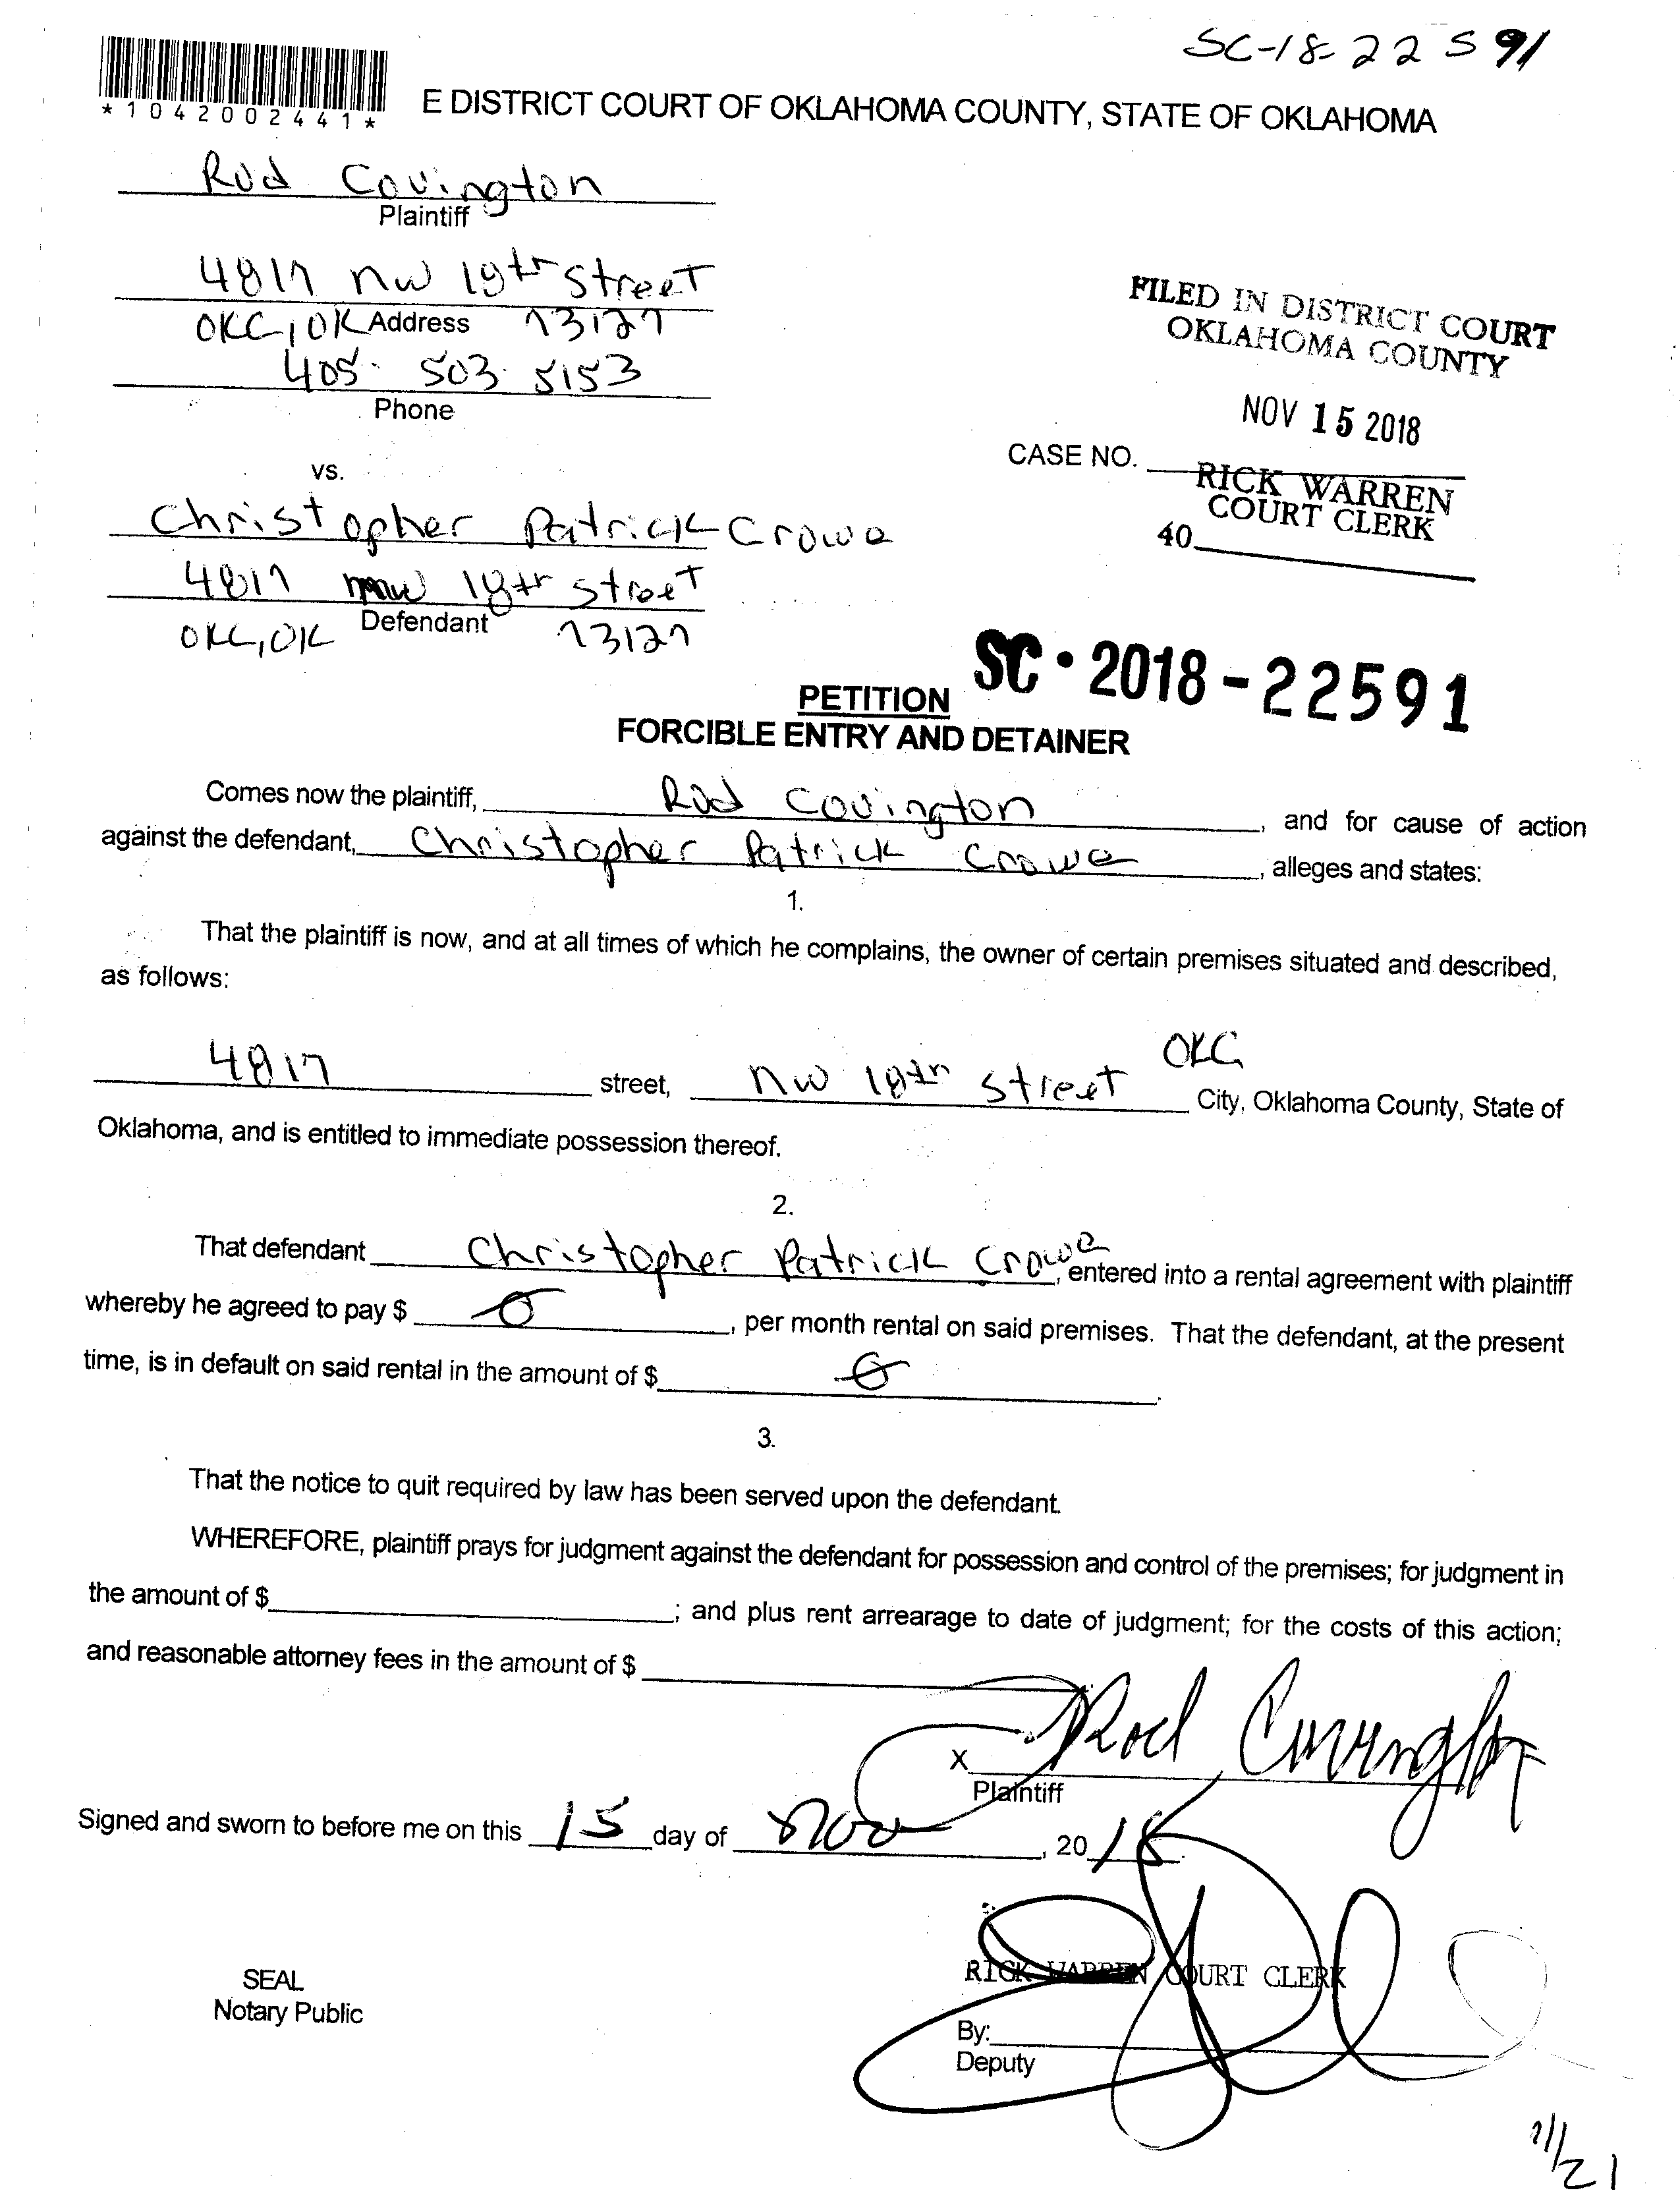 SC-18-22591
*1042002441*
E DISTRICT COURT OF OKLAHOMA COUNTY, STATE OF OKLAHOMA
Rod Covington
Plaintiff
4817 NW 18th Street
OKC, OK Address 73127
405-503-5153
Phone
FILED IN DISTRICT COURT
OKLAHOMA COUNTY
NOV 15 2018
CASE NO.
RICK WARREN
COURT CLERK
40
vs.
Christopher Patrick Crowe
4817 NW 18th Street
Defendant
OKC, OK 73127
SC-2018-22591
PETITION
FORCIBLE ENTRY AND DETAINER
Comes now the plaintiff, Rod Covington, and for cause of action
against the defendant, Christopher Patrick Crowe, alleges and states:
1.
That the plaintiff is now, and at all times of which he complains, the owner of certain premises situated and described,
as follows:
4817 street, NW 18th Street OKC City, Oklahoma County, State of
Oklahoma, and is entitled to immediate possession thereof.
2.
That defendant Christopher Patrick Crowe, entered into a rental agreement with plaintiff
whereby he agreed to pay $ 0, per month rental on said premises. That the defendant, at the present
time, is in default on said rental in the amount of $ 0.
3.
That the notice to quit required by law has been served upon the defendant.
WHEREFORE, plaintiff prays for judgment against the defendant for possession and control of the premises; for judgment in
the amount of $; and plus rent arrearage to date of judgment; for the costs of this action;
and reasonable attorney fees in the amount of $
X Rod Covington
Plaintiff
Signed and sworn to before me on this 15 day of Nov, 2018.
RICK WARREN COURT CLERK
SEAL
Notary Public
By:
Deputy
11/21